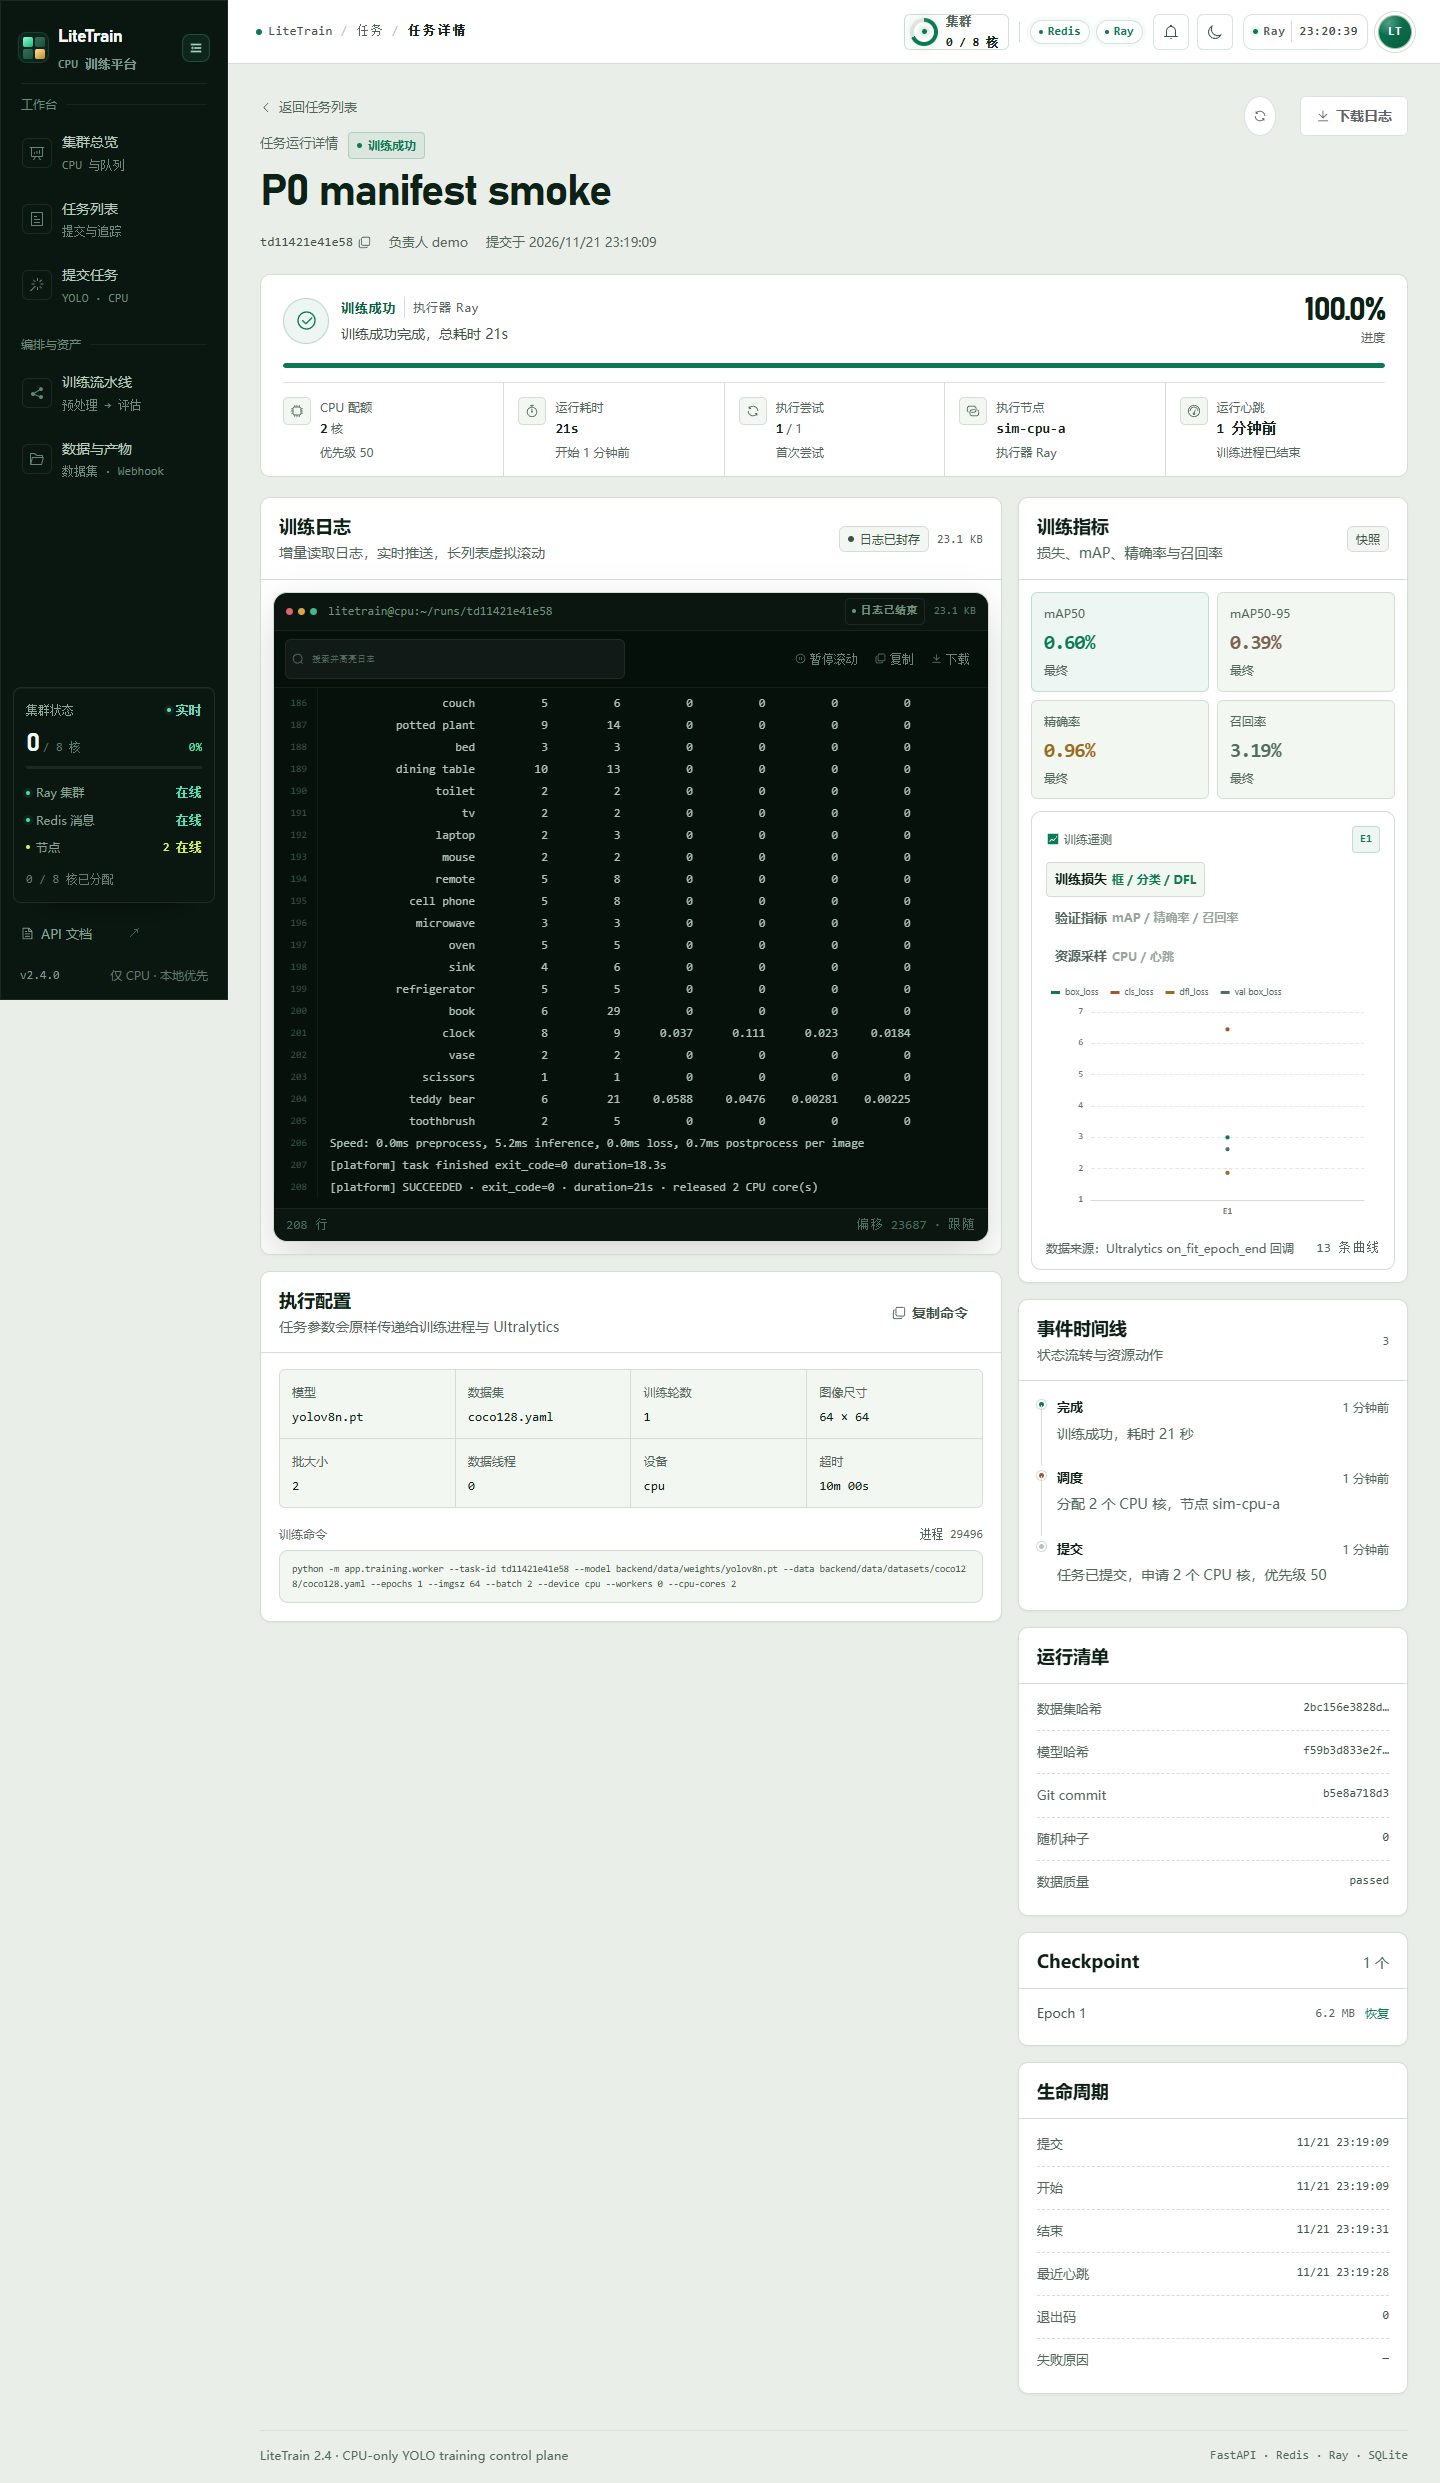 LiteTrain
CPU 训练平台
工作台
集群总览
CPU 与队列
任务列表
提交与追踪
提交任务
YOLO · CPU
编排与资产
训练流水线
预处理 → 评估
数据与产物
数据集 · Webhook
集群状态
实时
0 / 8 核
0%
Ray 集群
在线
Redis 消息
在线
节点
2 在线
0 / 8 核已分配
API 文档
v2.4.0
仅 CPU · 本地优先
LiteTrain / 任务 / 任务详情
集群
0 / 8 核
Redis
Ray
Ray
23:20:39
LT
返回任务列表
下载日志
任务运行详情
训练成功
P0 manifest smoke
td11421e41e58
负责人 demo
提交于 2026/11/21 23:19:09
训练成功
执行器 Ray
训练成功完成，总耗时 21s
100.0%
进度
CPU 配额
2 核
优先级 50
运行耗时
21s
开始 1 分钟前
执行尝试
1 / 1
首次尝试
执行节点
sim-cpu-a
执行器 Ray
运行心跳
1 分钟前
训练进程已结束
训练日志
增量读取日志，实时推送，长列表虚拟滚动
日志已封存
23.1 KB
litetrain@cpu:~/runs/td11421e41e58
日志已结束
23.1 KB
搜索并高亮日志
暂停滚动
复制
下载
186 couch 5 6 0 0 0 0
187 potted plant 9 14 0 0 0 0
188 bed 3 3 0 0 0 0
189 dining table 10 13 0 0 0 0
190 toilet 2 2 0 0 0 0
191 tv 2 2 0 0 0 0
192 laptop 2 3 0 0 0 0
193 mouse 2 2 0 0 0 0
194 remote 5 8 0 0 0 0
195 cell phone 5 8 0 0 0 0
196 microwave 3 3 0 0 0 0
197 oven 5 5 0 0 0 0
198 sink 4 6 0 0 0 0
199 refrigerator 5 5 0 0 0 0
200 book 6 29 0 0 0 0
201 clock 8 9 0.037 0.111 0.023 0.0184
202 vase 2 2 0 0 0 0
203 scissors 1 1 0 0 0 0
204 teddy bear 6 21 0.0588 0.0476 0.00281 0.00225
205 toothbrush 2 5 0 0 0 0
206 Speed: 0.0ms preprocess, 5.2ms inference, 0.0ms loss, 0.7ms postprocess per image
207 [platform] task finished exit_code=0 duration=18.3s
208 [platform] SUCCEEDED · exit_code=0 · duration=21s · released 2 CPU core(s)
208 行
偏移 23687 · 跟随
执行配置
任务参数会原样传递给训练进程与 Ultralytics
复制命令
模型
yolov8n.pt
数据集
coco128.yaml
训练轮数
1
图像尺寸
64 × 64
批大小
2
数据线程
0
设备
cpu
超时
10m 00s
训练命令
进程 29496
python -m app.training.worker --task-id td11421e41e58 --model backend/data/weights/yolov8n.pt --data backend/data/datasets/coco12
8/coco128.yaml --epochs 1 --imgsz 64 --batch 2 --device cpu --workers 0 --cpu-cores 2
训练指标
损失、mAP、精确率与召回率
快照
mAP50
0.60%
最终
mAP50-95
0.39%
最终
精确率
0.96%
最终
召回率
3.19%
最终
训练遥测
E1
训练损失 框 / 分类 / DFL
验证指标 mAP / 精确率 / 召回率
资源采样 CPU / 心跳
box_loss
cls_loss
dfl_loss
val box_loss
7
6
5
4
3
2
1
E1
数据来源：Ultralytics on_fit_epoch_end 回调
13 条曲线
事件时间线
状态流转与资源动作
3
完成
1 分钟前
训练成功，耗时 21 秒
调度
1 分钟前
分配 2 个 CPU 核，节点 sim-cpu-a
提交
1 分钟前
任务已提交，申请 2 个 CPU 核，优先级 50
运行清单
数据集哈希
2bc156e3828d…
模型哈希
f59b3d833e2f…
Git commit
b5e8a718d3
随机种子
0
数据质量
passed
Checkpoint
1 个
Epoch 1
6.2 MB 恢复
生命周期
提交
11/21 23:19:09
开始
11/21 23:19:09
结束
11/21 23:19:31
最近心跳
11/21 23:19:28
退出码
0
失败原因
—
LiteTrain 2.4 · CPU-only YOLO training control plane
FastAPI · Redis · Ray · SQLite